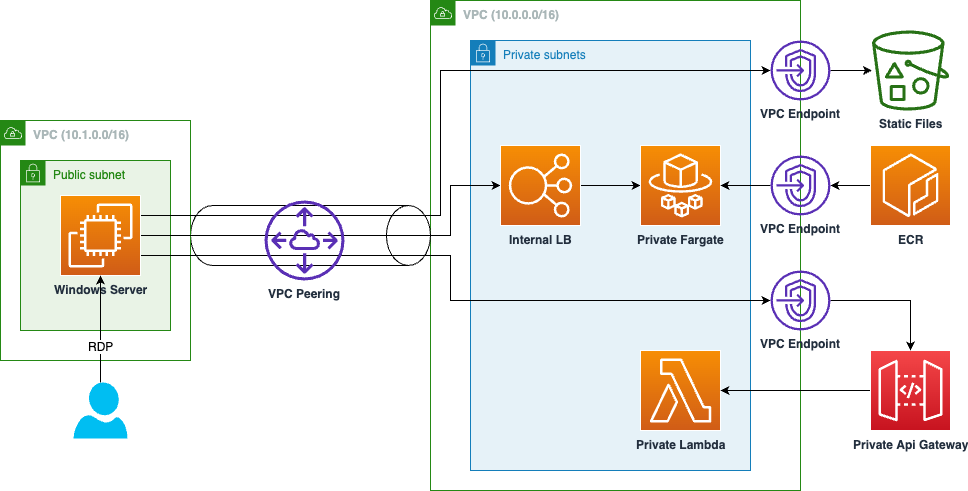 VPC (10.0.0.0/16)
Private subnets
VPC Endpoint
Static Files
VPC (10.1.0.0/16)
Public subnet
Windows Server
VPC Peering
Internal LB
Private Fargate
VPC Endpoint
ECR
RDP
VPC Endpoint
Private Lambda
Private Api Gateway